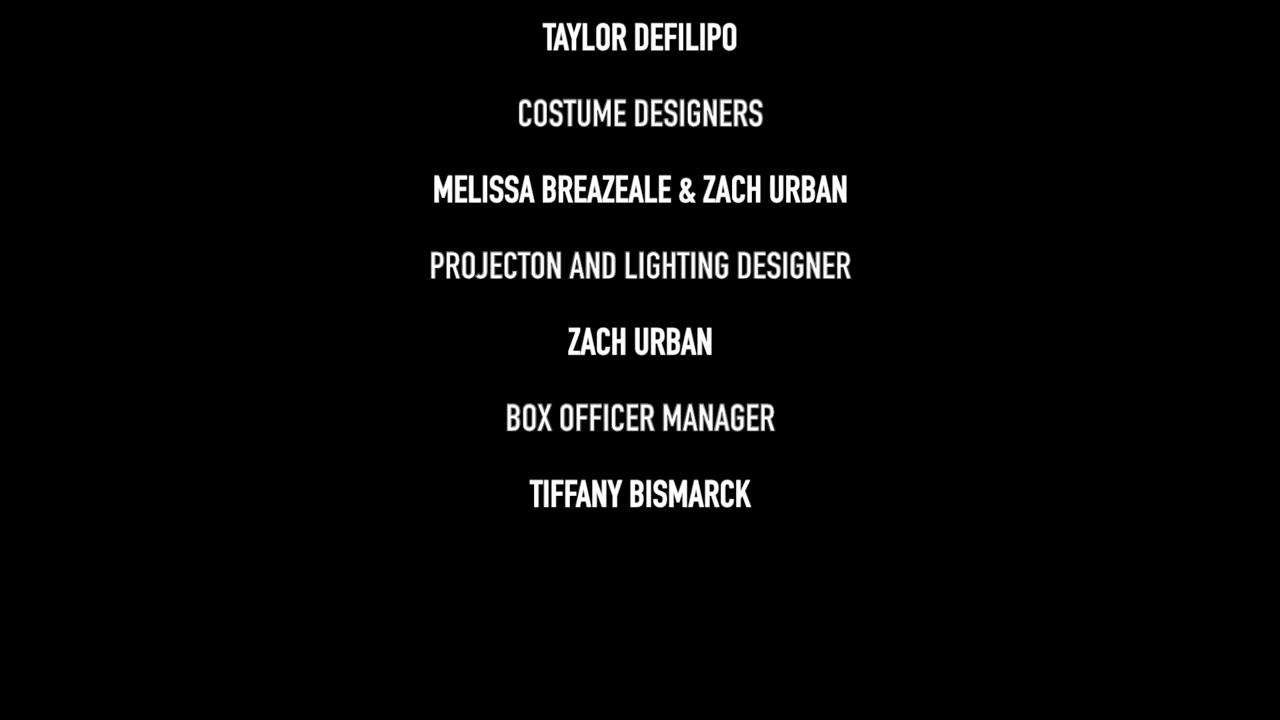 TAYLOR DEFILIPO
COSTUME DESIGNERS
MELISSA BREAZEALE & ZACH URBAN
PROJECTON AND LIGHTING DESIGNER
ZACH URBAN
BOX OFFICER MANAGER
TIFFANY BISMARCK